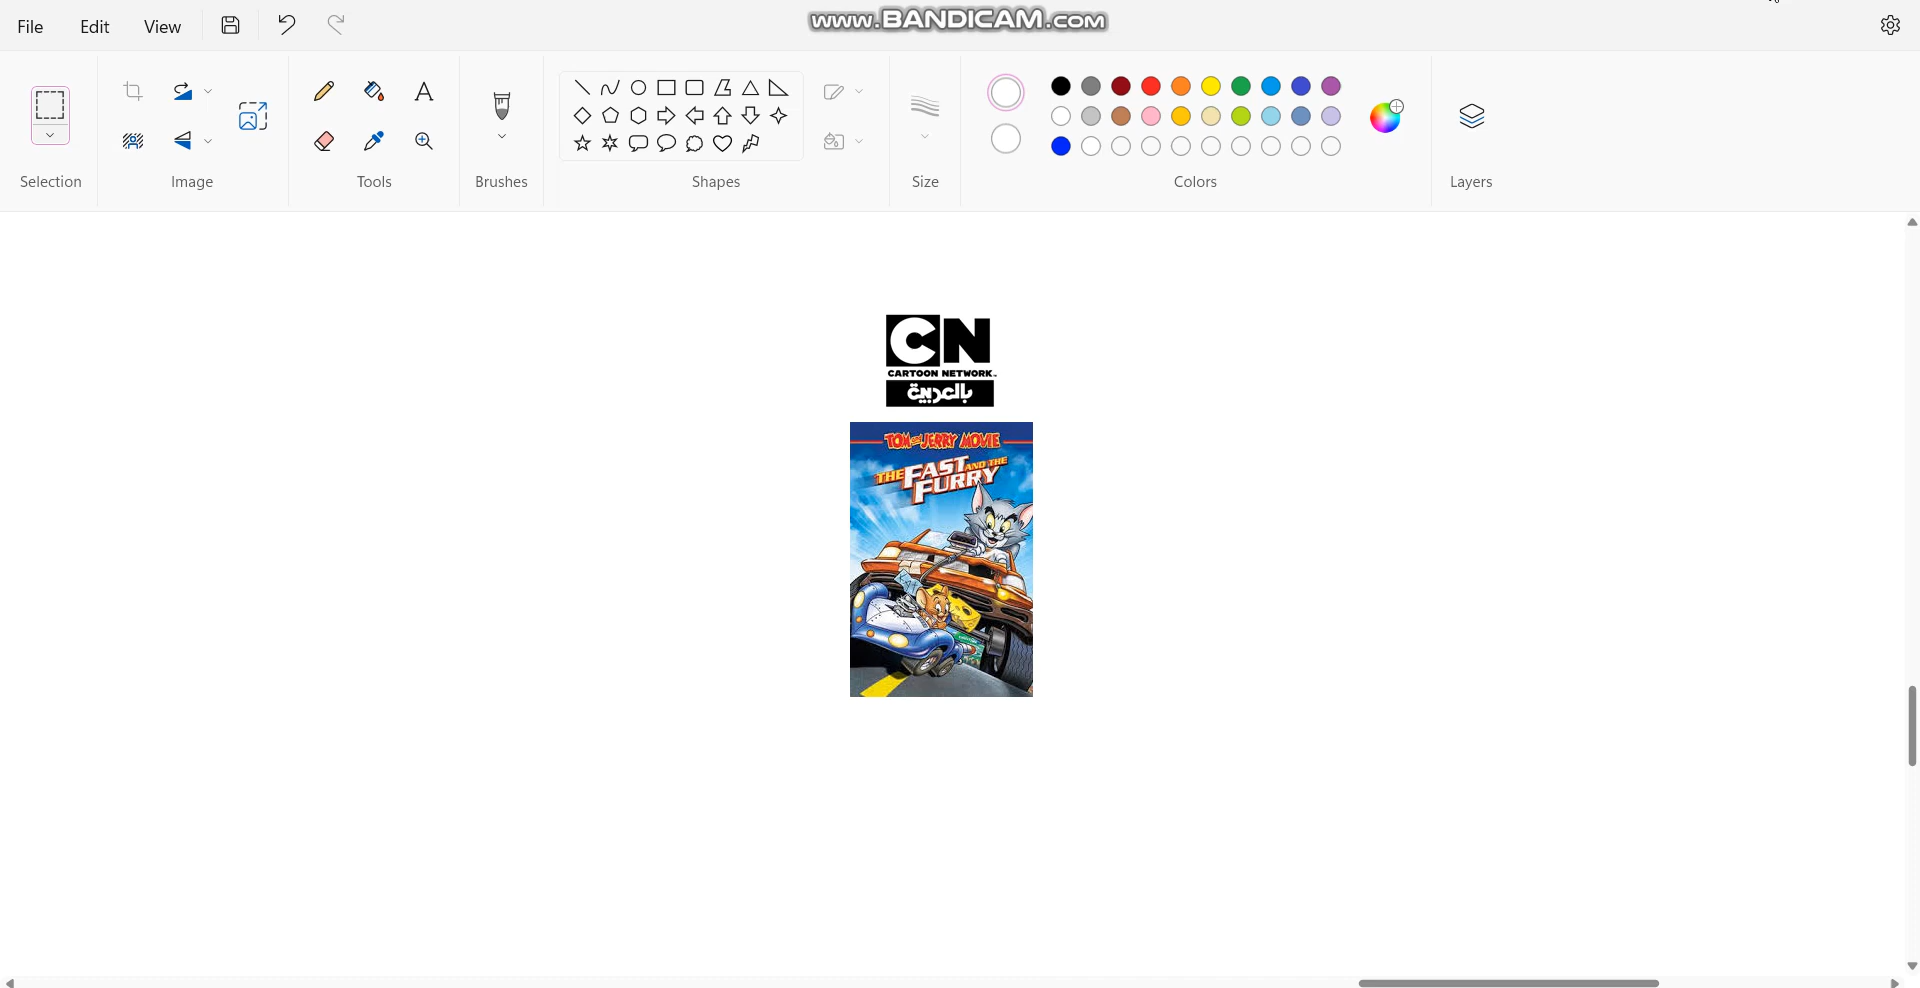 File Edit View
www.BANDICAM.com
Selection Image Tools Brushes Shapes Size Colors Layers
CN
CARTOON NETWORK™
بالعربية
TOM and JERRY MOVIE
THE FAST AND THE
FURRY